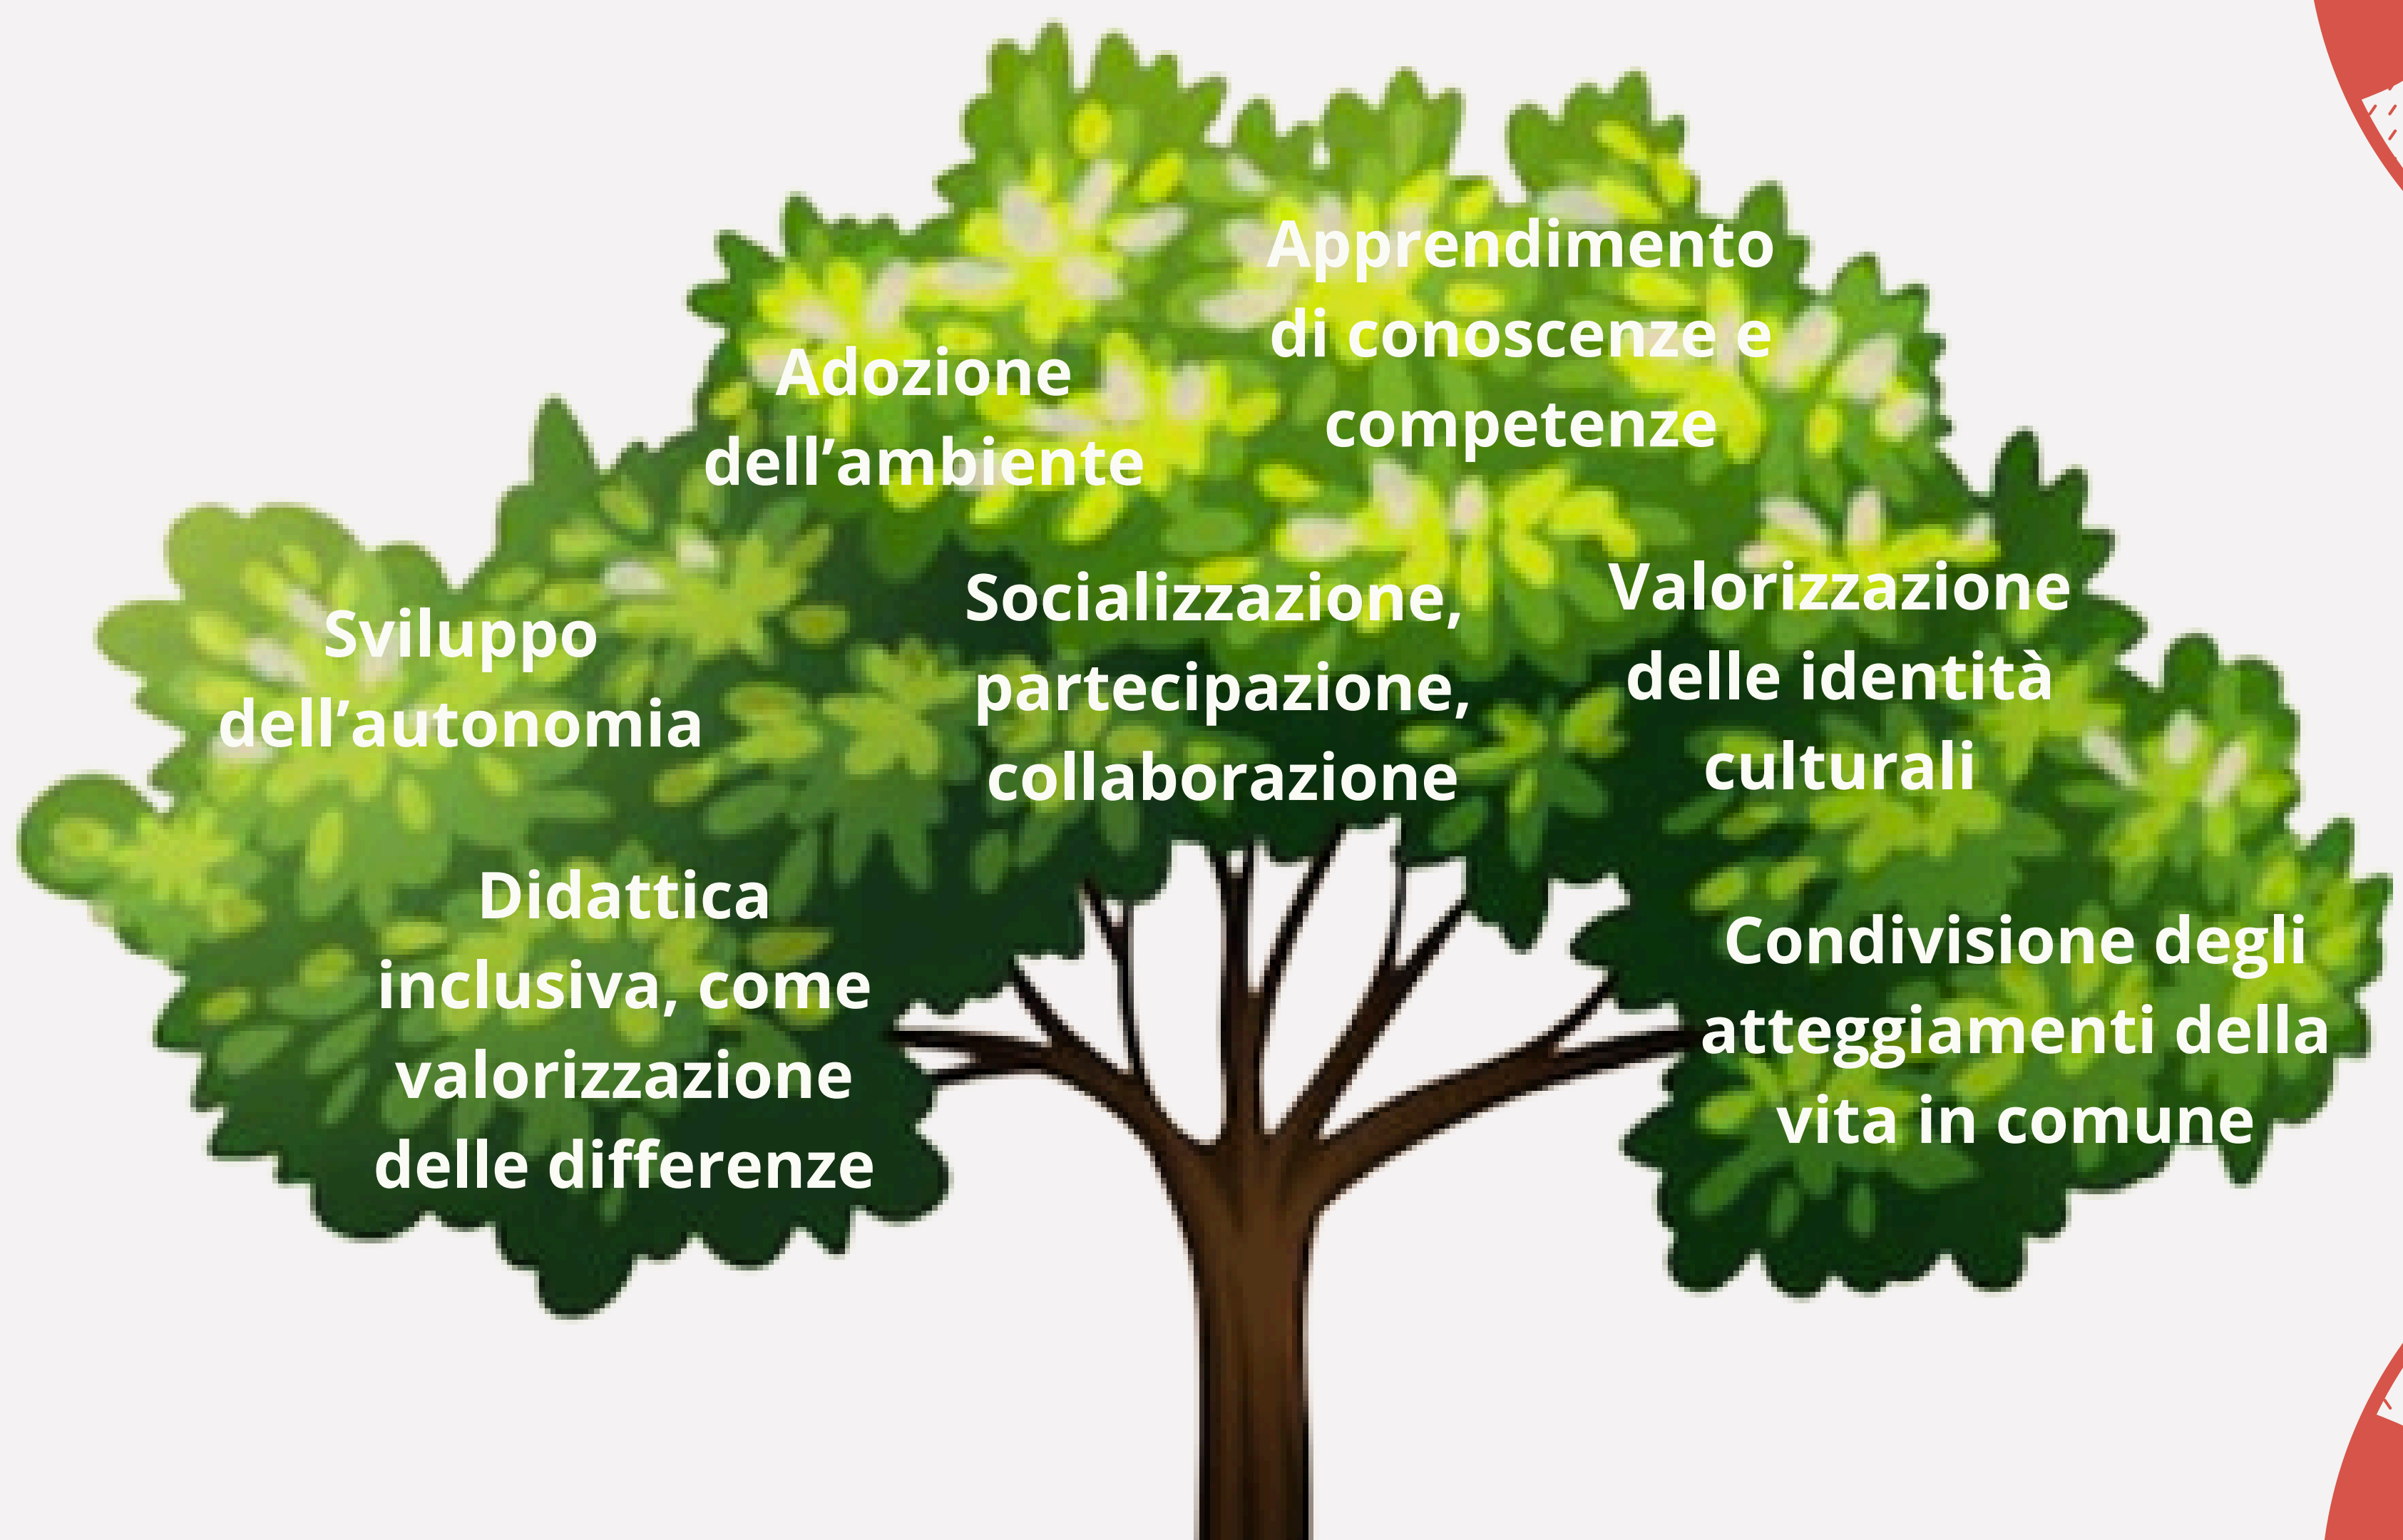 Apprendimento
di conoscenze e
competenze
Adozione
dell’ambiente
Sviluppo
dell’autonomia
Socializzazione,
partecipazione,
collaborazione
Valorizzazione
delle identità
culturali
Didattica
inclusiva, come
valorizzazione
delle differenze
Condivisione degli
atteggiamenti della
vita in comune